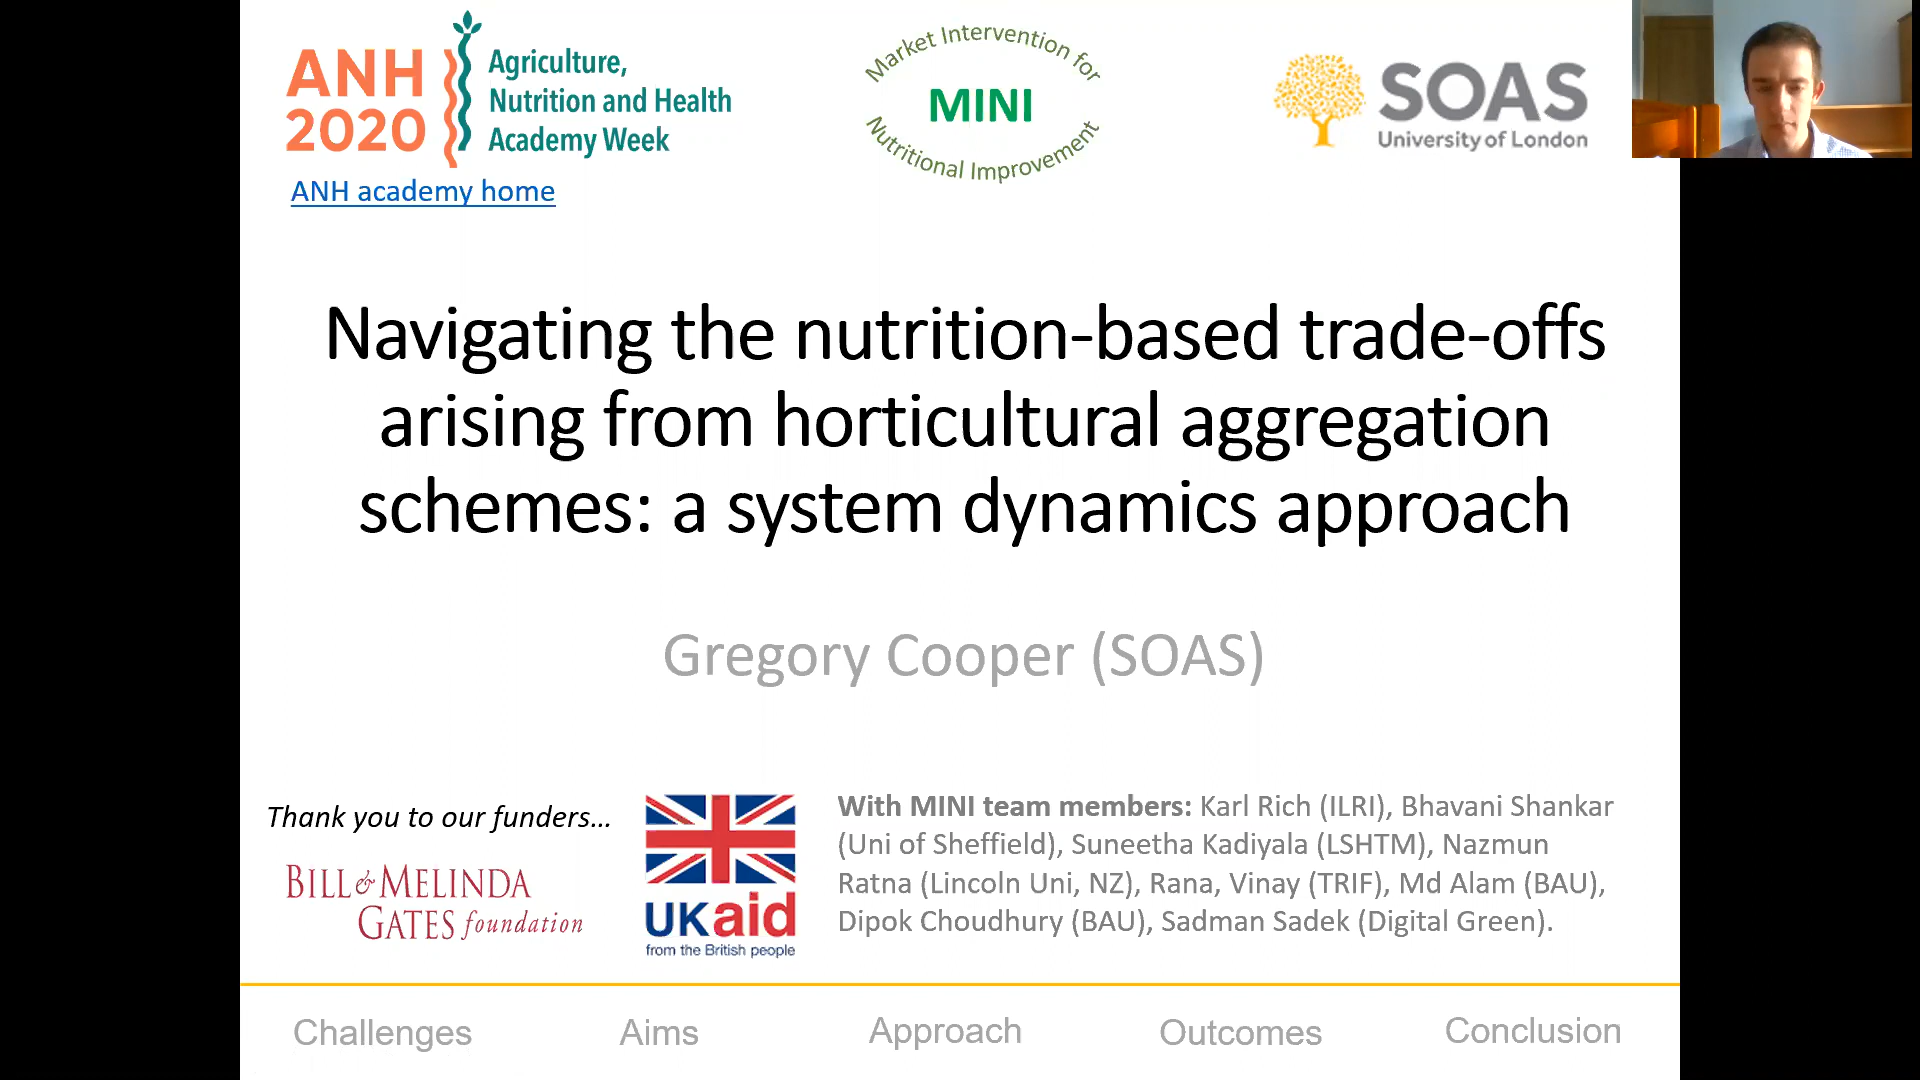 ANH
2020
Agriculture,
Nutrition and Health
Academy Week
ANH academy home
Market Intervention for
MINI
Nutritional Improvement
SOAS
University of London
Navigating the nutrition-based trade-offs
arising from horticultural aggregation
schemes: a system dynamics approach
Gregory Cooper (SOAS)
Thank you to our funders...
BILL & MELINDA
GATES foundation
UKaid
from the British people
With MINI team members: Karl Rich (ILRI), Bhavani Shankar
(Uni of Sheffield), Suneetha Kadiyala (LSHTM), Nazmun
Ratna (Lincoln Uni, NZ), Rana, Vinay (TRIF), Md Alam (BAU),
Dipok Choudhury (BAU), Sadman Sadek (Digital Green).
Challenges
Aims
Approach
Outcomes
Conclusion